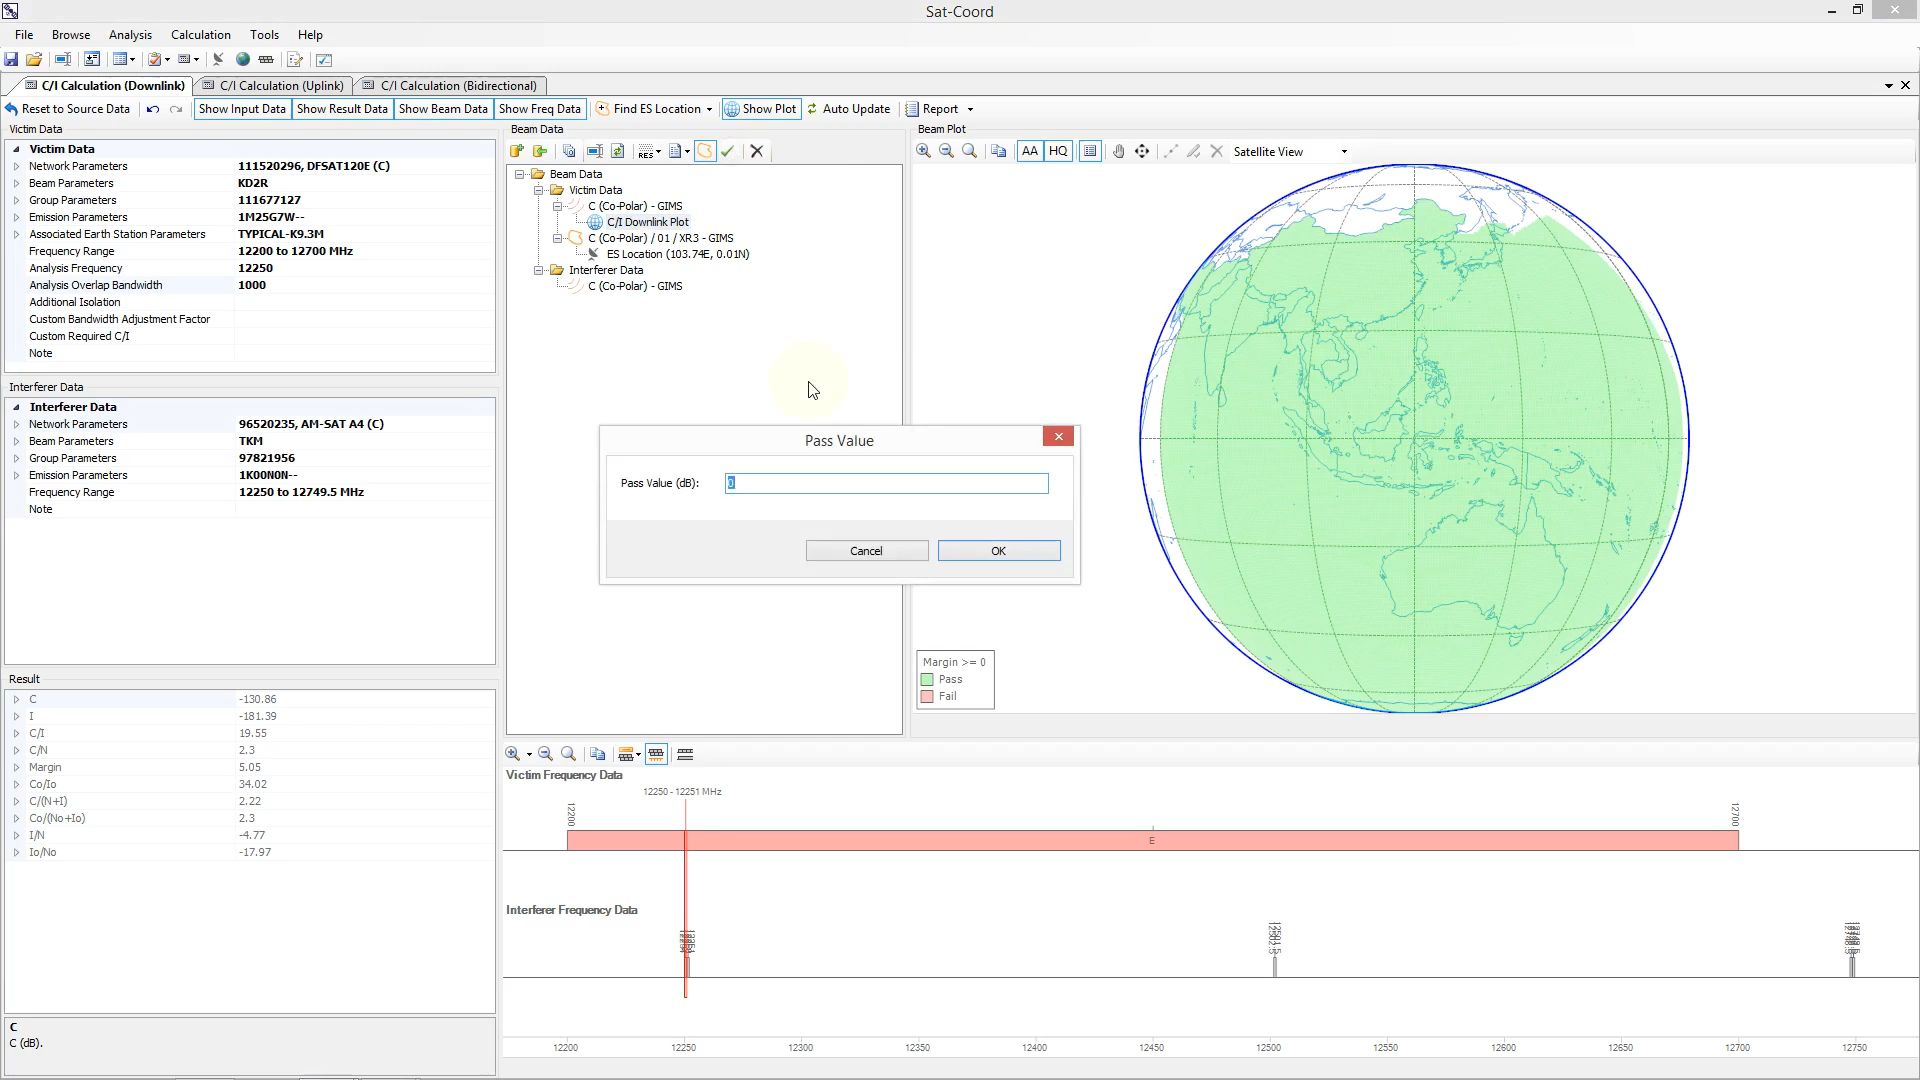 Sat-Coord
File Browse Analysis Calculation Tools Help
C/I Calculation (Downlink) C/I Calculation (Uplink) C/I Calculation (Bidirectional)
Reset to Source Data Show Input Data Show Result Data Show Beam Data Show Freq Data Find ES Location Show Plot Auto Update Report
Victim Data
Victim Data
Network Parameters 111520296, DFSAT120E (C)
Beam Parameters KD2R
Group Parameters 111677127
Emission Parameters 1M25G7W--
Associated Earth Station Parameters TYPICAL-K9.3M
Frequency Range 12200 to 12700 MHz
Analysis Frequency 12250
Analysis Overlap Bandwidth 1000
Additional Isolation
Custom Bandwidth Adjustment Factor
Custom Required C/I
Note
Interferer Data
Interferer Data
Network Parameters 96520235, AM-SAT A4 (C)
Beam Parameters TKM
Group Parameters 97821956
Emission Parameters 1K00N0N--
Frequency Range 12250 to 12749.5 MHz
Note
Result
C -130.86
I -181.39
C/I 19.55
C/N 2.3
Margin 5.05
Co/Io 34.02
C/(N+I) 2.22
Co/(No+Io) 2.3
I/N -4.77
Io/No -17.97
C
C (dB).
Beam Data
RES
Beam Data
Victim Data
C (Co-Polar) - GIMS
C/I Downlink Plot
C (Co-Polar) / 01 / XR3 - GIMS
ES Location (103.74E, 0.01N)
Interferer Data
C (Co-Polar) - GIMS
Pass Value
Pass Value (dB): 0
Cancel OK
Beam Plot
AA HQ Satellite View
Margin >= 0
Pass
Fail
Victim Frequency Data
12250 - 12251 MHz
12200 12700
E
Interferer Frequency Data
12200 12250 12300 12350 12400 12450 12500 12550 12600 12650 12700 12750